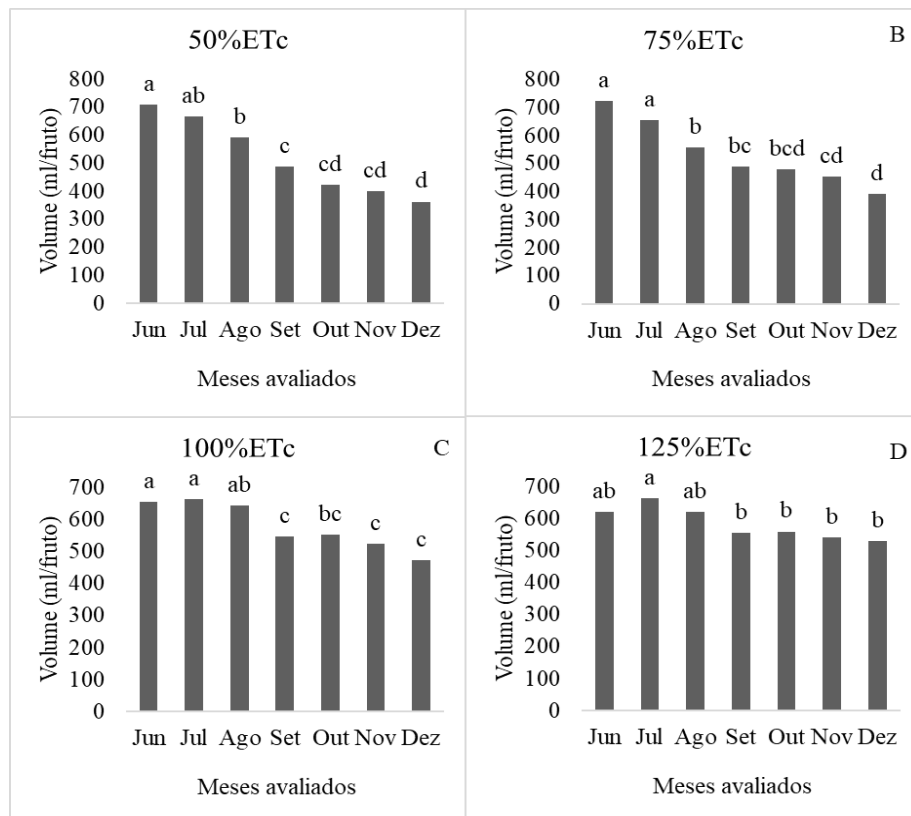 50%ETc
Volume (ml/fruto)
800
700
600
500
400
300
200
100
0
a ab b c cd cd d
Jun Jul Ago Set Out Nov Dez
Meses avaliados
75%ETc B
Volume (ml/fruto)
800
700
600
500
400
300
200
100
0
a a b bc bcd cd d
Jun Jul Ago Set Out Nov Dez
Meses avaliados
100%ETc C
Volume (ml/fruto)
700
600
500
400
300
200
100
0
a a ab c bc c c
Jun Jul Ago Set Out Nov Dez
Meses avaliados
125%ETc D
Volume (ml/fruto)
700
600
500
400
300
200
100
0
ab a ab b b b b
Jun Jul Ago Set Out Nov Dez
Meses avaliados